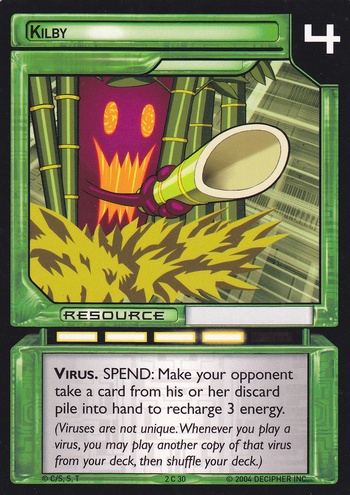 Kilby
4
RESOURCE
VIRUS. SPEND: Make your opponent
take a card from his or her discard
pile into hand to recharge 3 energy.
(Viruses are not unique. Whenever you play a
virus, you may play another copy of that virus
from your deck, then shuffle your deck.)
© C/S, S, T
2 C 30
© 2004 DECIPHER INC.